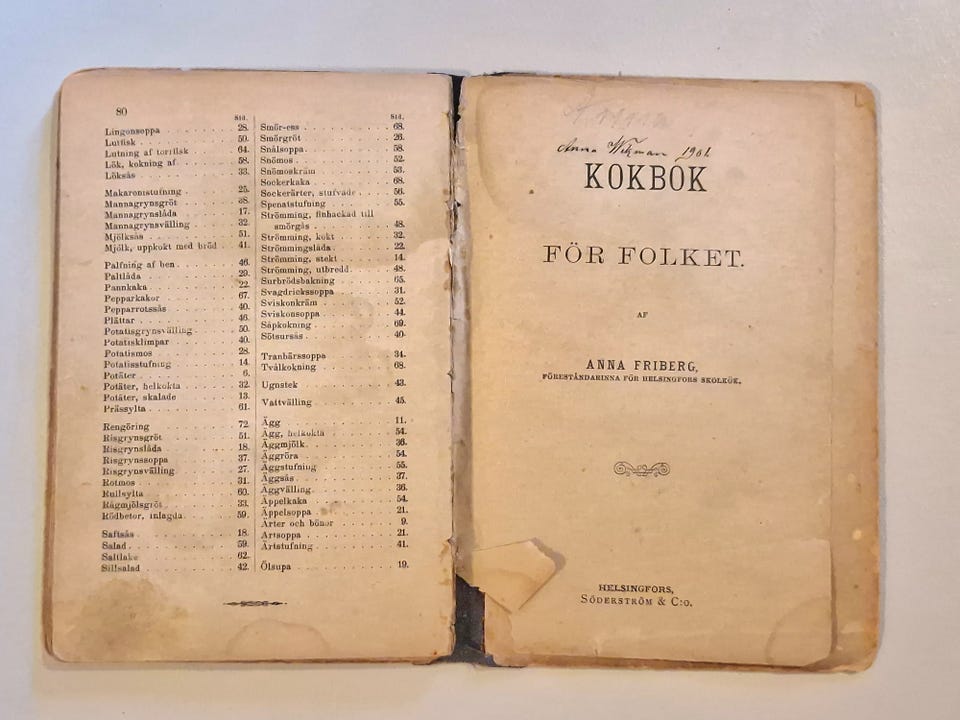 80
Sid.
Lingonsoppa 28.
Lutfisk 59.
Lutning af torrfisk 64.
Lök, kokning af 58.
Löksås 33.
Makaronistufning 25.
Mannagrynsgröt 38.
Mannagrynslåda 17.
Mannagrynsvälling 32.
Mjölksås 51.
Mjölk, uppkokt med bröd 41.
Palfning af ben 46.
Paltlåda 29.
Pannkaka 22.
Pepparkakor 67.
Pepparrotssås 40.
Plättar 46.
Potatisgrynsvälling 50.
Potatisklimpar 40.
Potatismos 28.
Potatisstufning 14.
Potäter 6.
Potäter, helkokta 32.
Potäter, skalade 13.
Prässylta 61.
Rengöring 72.
Risgrynsgröt 51.
Risgrynslåda 18.
Risgrynssoppa 37.
Risgrynsvälling 27.
Rotmos 31.
Rullsylta 60.
Rågmjölsgröt 33.
Rödbetor, inlagda 59.
Saftsås 18.
Salad 59.
Saltlake 62.
Sillsalad 42.
Sid.
Smör-ess 68.
Smörgröt 26.
Snålsoppa 58.
Snömos 52.
Snömoskräm 53.
Sockerkaka 68.
Sockerärter, stufvade 56.
Spenatstufning 55.
Strömming, finhackad till
smörgås 48.
Strömming, kokt 32.
Strömmingslåda 22.
Strömming, stekt 14.
Strömming, utbredd 48.
Surbrödsbakning 65.
Svagdrickssoppa 31.
Sviskonkräm 52.
Sviskonsoppa 44.
Såpkokning 69.
Sötsursås 40.
Tranbärssoppa 34.
Tvålkokning 68.
Ugnstek 43.
Vattvälling 45.
Ägg 11.
Ägg, helkokta 54.
Äggmjölk 36.
Äggröra 54.
Äggstufning 55.
Äggsås 37.
Äggvälling 36.
Äppelkaka 54.
Äppelsoppa 21.
Ärter och bönor 9.
Ärtsoppa 21.
Ärtstufning 41.
Ölsupa 19.
Anna Wikman 1901
KOKBOK
FÖR FOLKET.
AF
ANNA FRIBERG,
FÖRESTÅNDARINNA FÖR HELSINGFORS SKOLKÖK.
HELSINGFORS,
SÖDERSTRÖM & C:o.